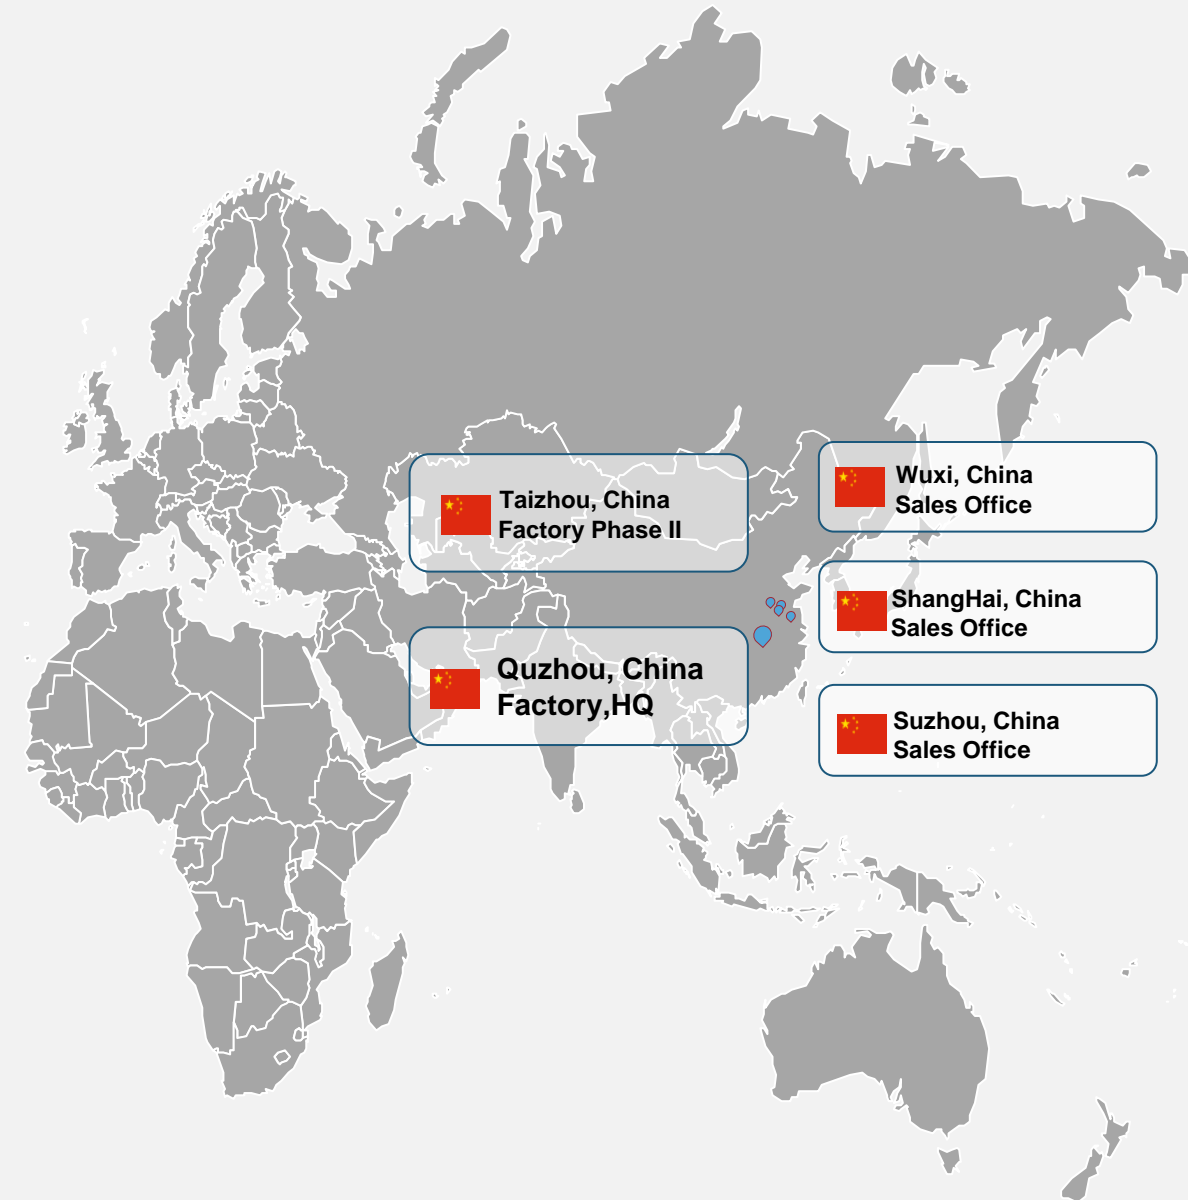 Taizhou, China
Factory Phase II
Quzhou, China
Factory,HQ
Wuxi, China
Sales Office
ShangHai, China
Sales Office
Suzhou, China
Sales Office